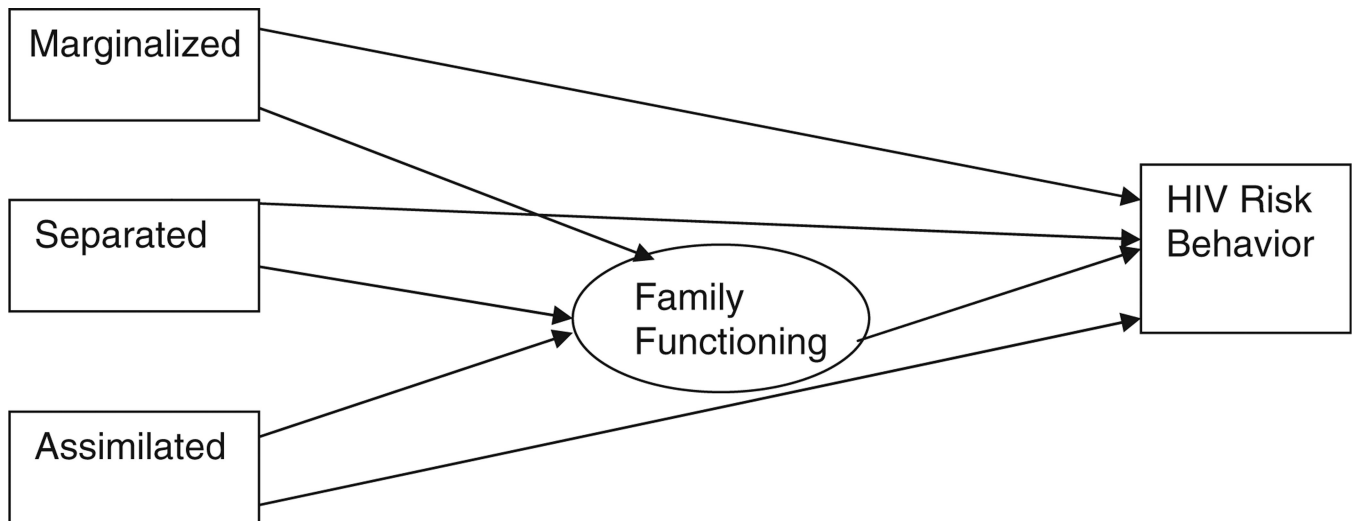 Marginalized
Separated
Assimilated
Family
Functioning
HIV Risk
Behavior